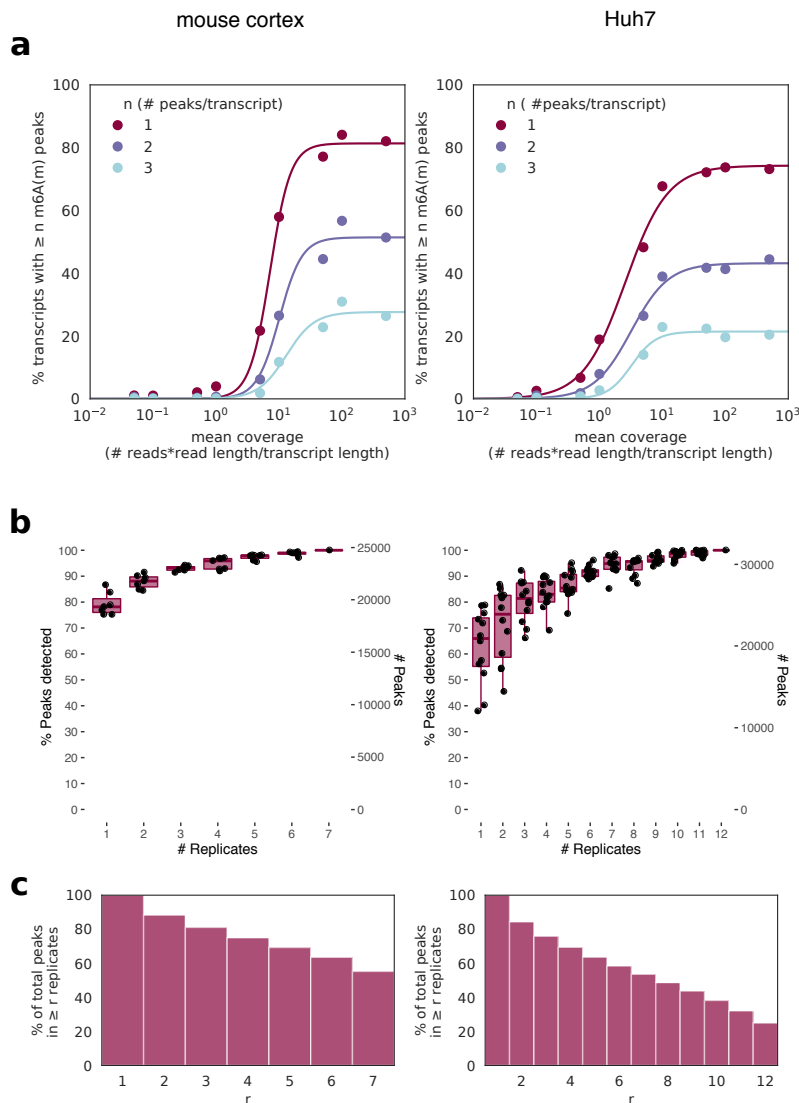 mouse cortex
Huh7
a
% transcripts with ≥ n m6A(m) peaks
100
80
60
40
20
0
n (# peaks/transcript)
1
2
3
10⁻² 10⁻¹ 10⁰ 10¹ 10² 10³
mean coverage
(# reads*read length/transcript length)
% transcripts with ≥ n m6A(m) peaks
100
80
60
40
20
0
n ( #peaks/transcript)
1
2
3
10⁻² 10⁻¹ 10⁰ 10¹ 10² 10³
mean coverage
(# reads*read length/transcript length)
b
% Peaks detected
100
90
80
70
60
50
40
30
20
10
0
25000
20000
15000
10000
5000
0
# Peaks
1 2 3 4 5 6 7
# Replicates
% Peaks detected
100
90
80
70
60
50
40
30
20
10
0
30000
20000
10000
0
# Peaks
1 2 3 4 5 6 7 8 9 10 11 12
# Replicates
c
% of total peaks
in ≥ r replicates
100
80
60
40
20
0
1 2 3 4 5 6 7
r
% of total peaks
in ≥ r replicates
100
80
60
40
20
0
2 4 6 8 10 12
r